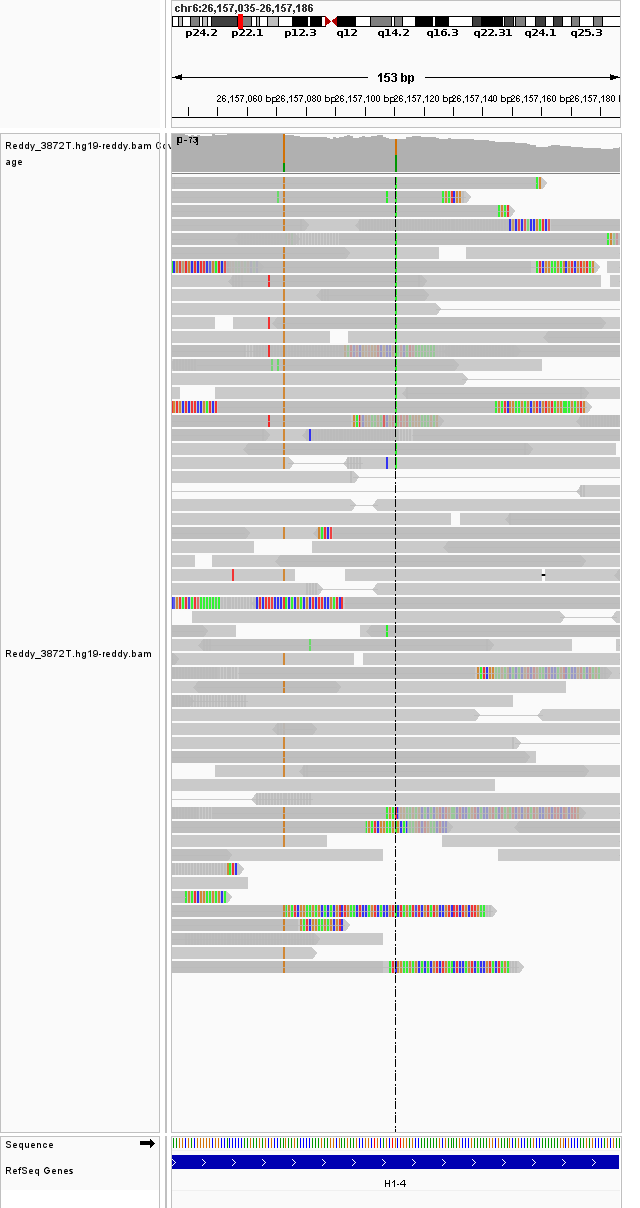 chr6:26,157,035-26,157,186
p24.2 p22.1 p12.3 q12 q14.2 q16.3 q22.31 q24.1 q25.3
153 bp
26,157,060 bp 26,157,080 bp 26,157,100 bp 26,157,120 bp 26,157,140 bp 26,157,160 bp 26,157,180 b
Reddy_3872T.hg19-reddy.bam Cov
age
[0-73]
Reddy_3872T.hg19-reddy.bam
Sequence
RefSeq Genes
H1-4